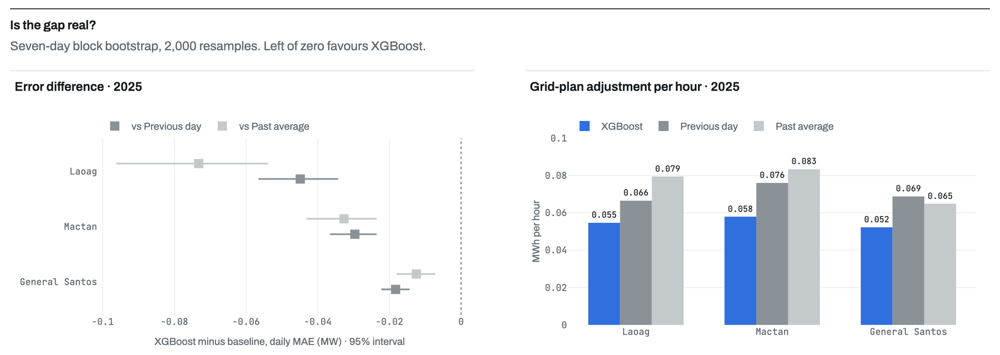 Is the gap real?
Seven-day block bootstrap, 2,000 resamples. Left of zero favours XGBoost.
Error difference · 2025
vs Previous day
vs Past average
Laoag
Mactan
General Santos
-0.1
-0.08
-0.06
-0.04
-0.02
0
XGBoost minus baseline, daily MAE (MW) · 95% interval
Grid-plan adjustment per hour · 2025
XGBoost
Previous day
Past average
MWh per hour
0.1
0.08
0.06
0.04
0.02
0
0.055
0.066
0.079
0.058
0.076
0.083
0.052
0.069
0.065
Laoag
Mactan
General Santos